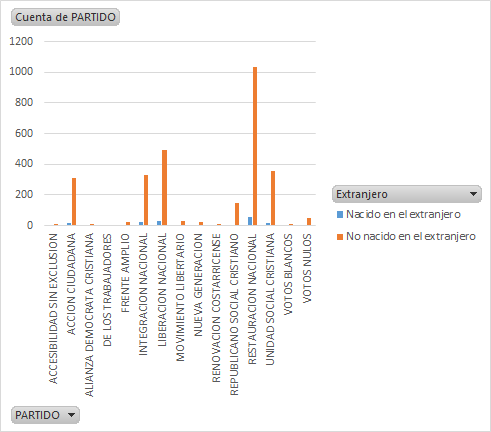 Cuenta de PARTIDO
1200
1000
800
600
400
200
0
ACCESIBILIDAD SIN EXCLUSION
ACCION CIUDADANA
ALIANZA DEMOCRATA CRISTIANA
DE LOS TRABAJADORES
FRENTE AMPLIO
INTEGRACION NACIONAL
LIBERACION NACIONAL
MOVIMIENTO LIBERTARIO
NUEVA GENERACION
RENOVACION COSTARRICENSE
REPUBLICANO SOCIAL CRISTIANO
RESTAURACION NACIONAL
UNIDAD SOCIAL CRISTIANA
VOTOS BLANCOS
VOTOS NULOS
Extranjero
Nacido en el extranjero
No nacido en el extranjero
PARTIDO